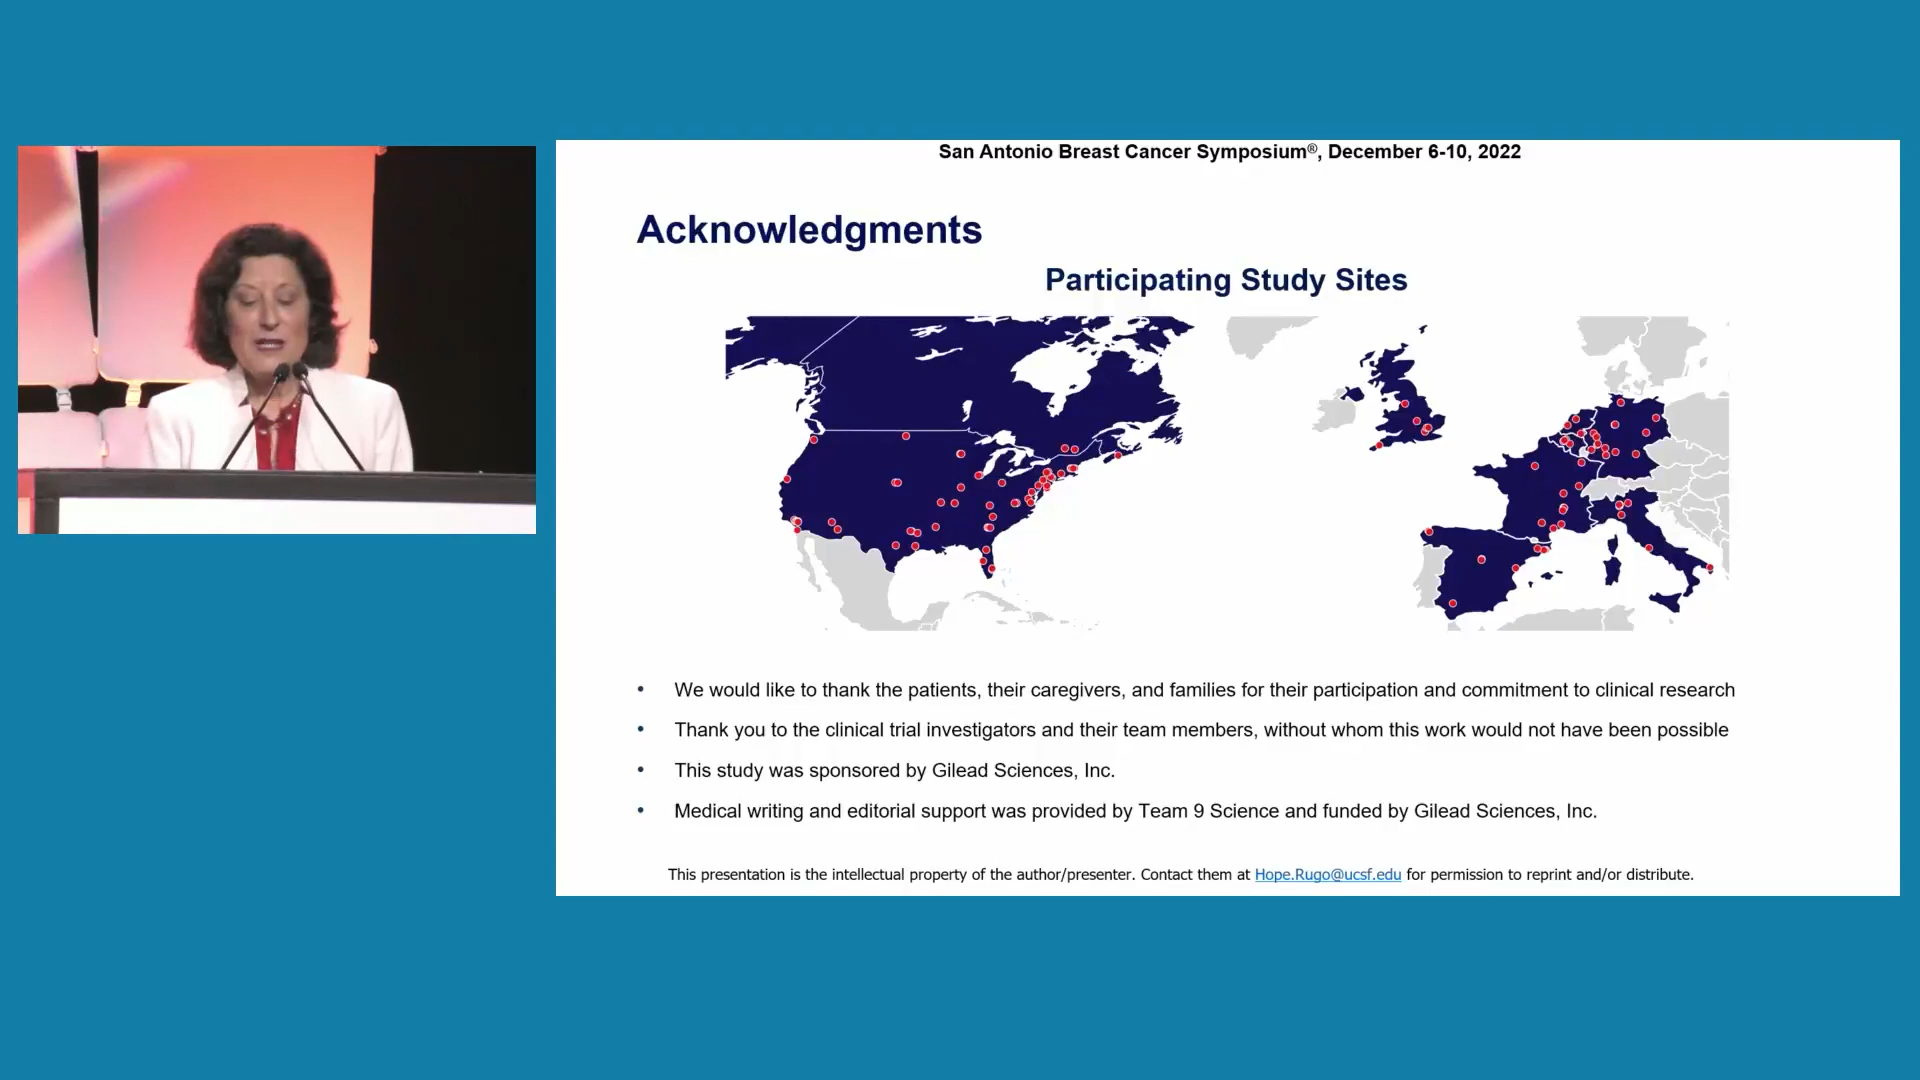 San Antonio Breast Cancer Symposium®, December 6-10, 2022
Acknowledgments
Participating Study Sites
• We would like to thank the patients, their caregivers, and families for their participation and commitment to clinical research
• Thank you to the clinical trial investigators and their team members, without whom this work would not have been possible
• This study was sponsored by Gilead Sciences, Inc.
• Medical writing and editorial support was provided by Team 9 Science and funded by Gilead Sciences, Inc.
This presentation is the intellectual property of the author/presenter. Contact them at Hope.Rugo@ucsf.edu for permission to reprint and/or distribute.